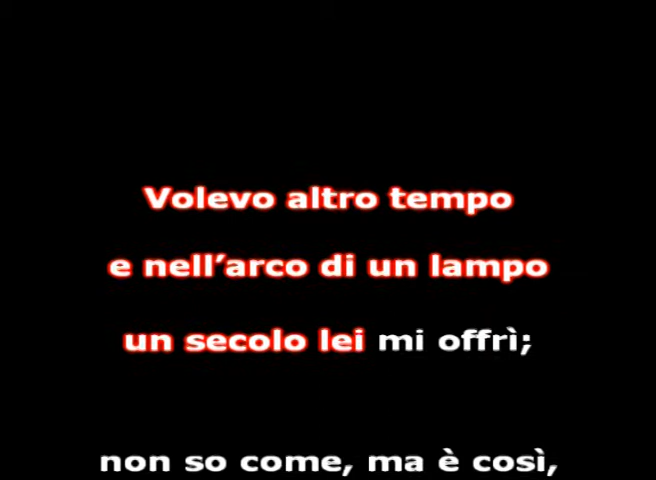 Volevo altro tempo
e nell’arco di un lampo
un secolo lei mi offrì;
non so come, ma è così,